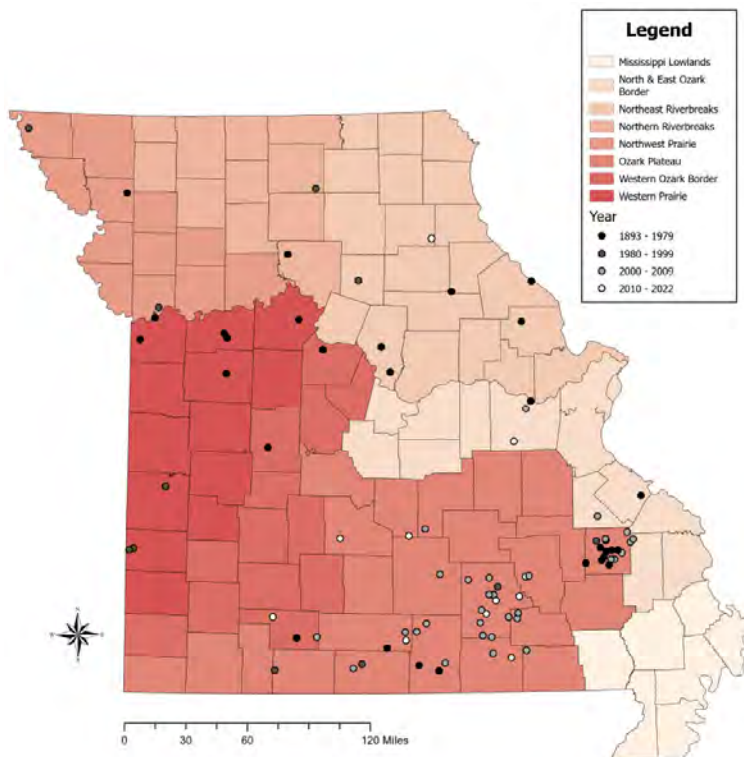 Legend
Mississippi Lowlands
North & East Ozark
Border
Northeast Riverbreaks
Northern Riverbreaks
Northwest Prairie
Ozark Plateau
Western Ozark Border
Western Prairie
Year
1893 - 1979
1980 - 1999
2000 - 2009
2010 - 2022
0 30 60 120 Miles